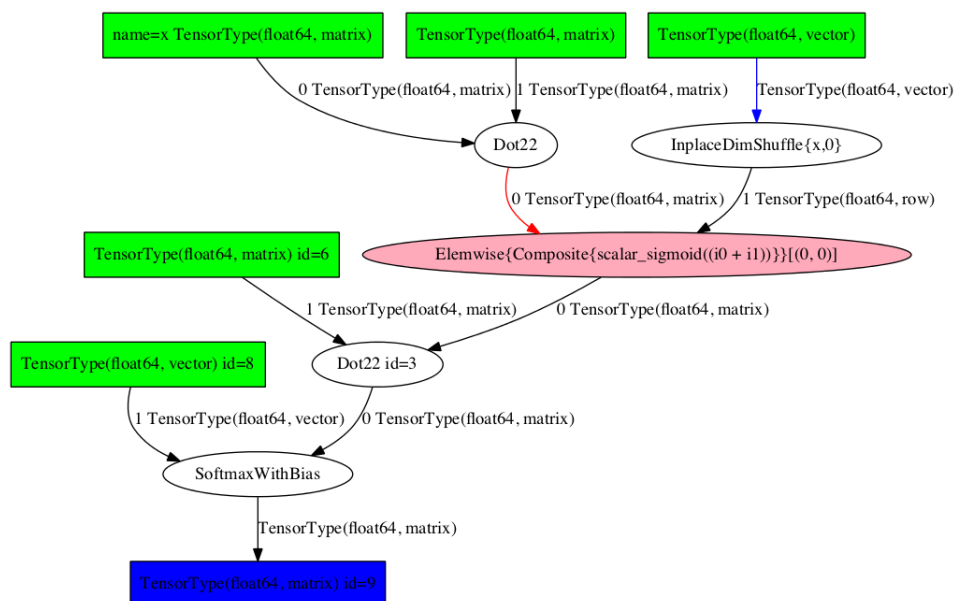 name=x TensorType(float64, matrix)
TensorType(float64, matrix)
TensorType(float64, vector)
0 TensorType(float64, matrix)
1 TensorType(float64, matrix)
TensorType(float64, vector)
Dot22
InplaceDimShuffle{x,0}
0 TensorType(float64, matrix)
1 TensorType(float64, row)
TensorType(float64, matrix) id=6
Elemwise{Composite{scalar_sigmoid((i0 + i1))}}[(0, 0)]
1 TensorType(float64, matrix)
0 TensorType(float64, matrix)
TensorType(float64, vector) id=8
Dot22 id=3
1 TensorType(float64, vector)
0 TensorType(float64, matrix)
SoftmaxWithBias
TensorType(float64, matrix)
TensorType(float64, matrix) id=9